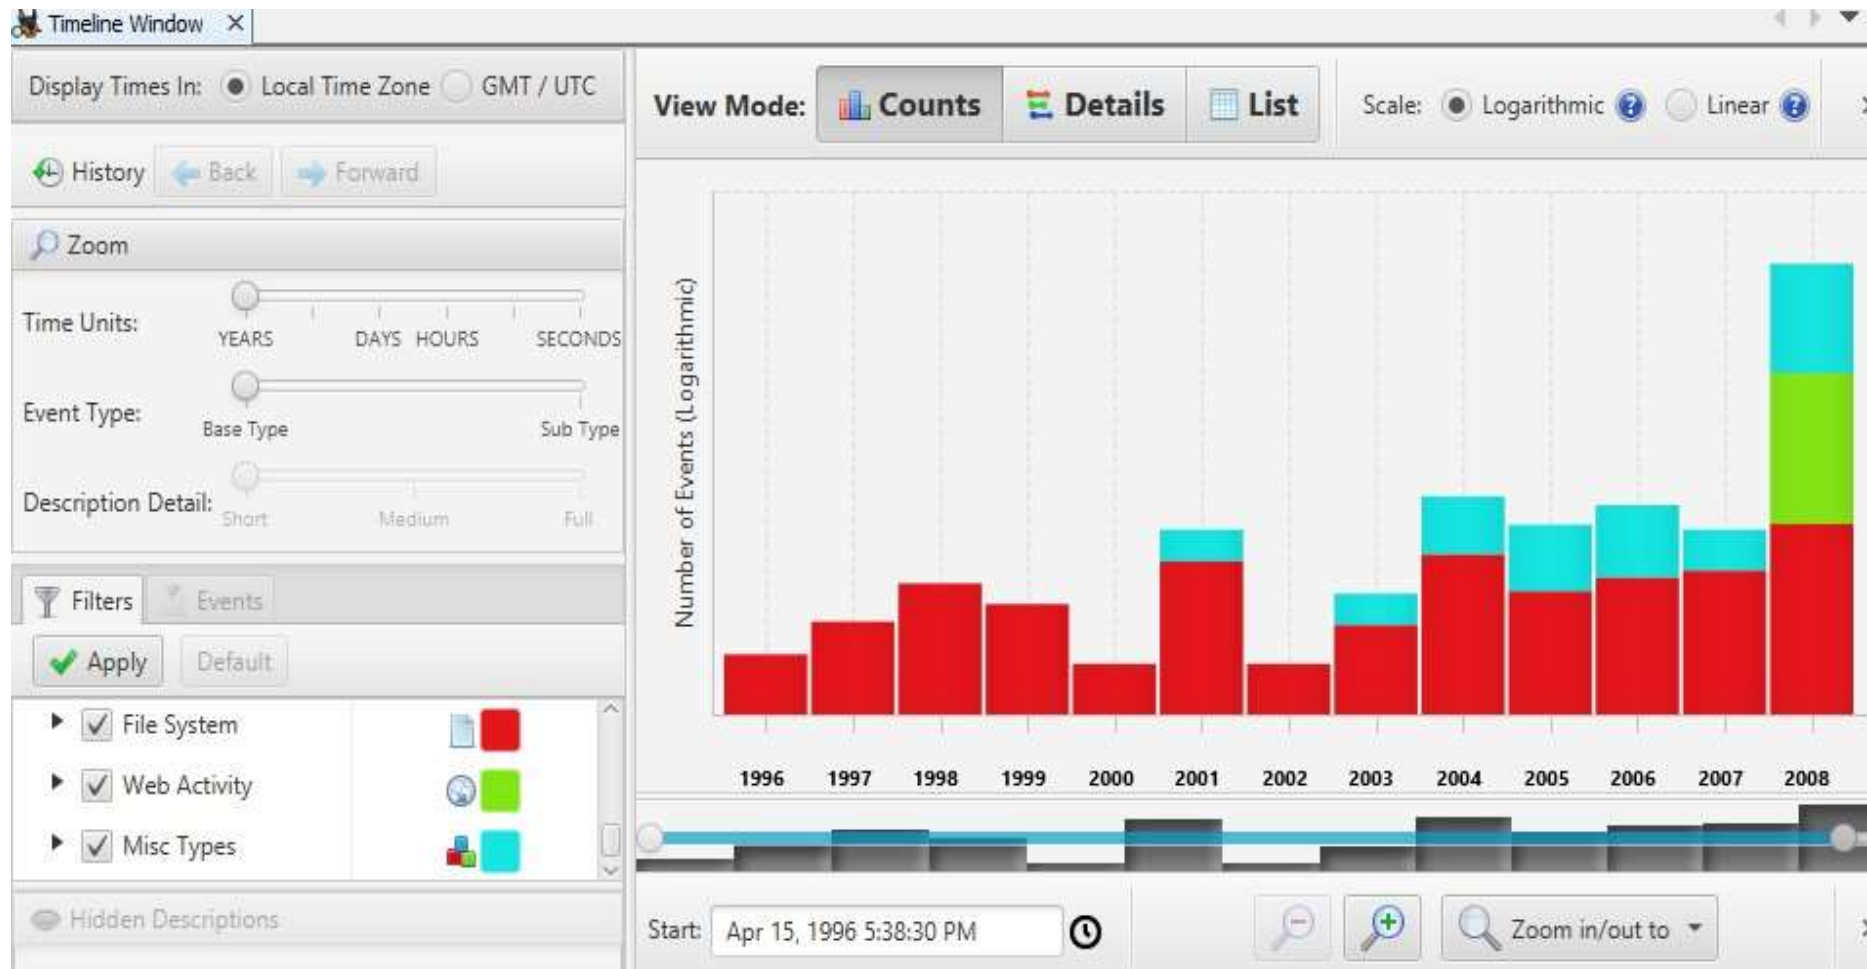 Timeline Window
Display Times In: Local Time Zone GMT / UTC
History Back Forward
Zoom
Time Units:
YEARS DAYS HOURS SECONDS
Event Type:
Base Type Sub Type
Description Detail:
Short Medium Full
Filters Events
Apply Default
File System
Web Activity
Misc Types
Hidden Descriptions
View Mode: Counts Details List Scale: Logarithmic Linear
Number of Events (Logarithmic)
1996 1997 1998 1999 2000 2001 2002 2003 2004 2005 2006 2007 2008
Start: Apr 15, 1996 5:38:30 PM Zoom in/out to